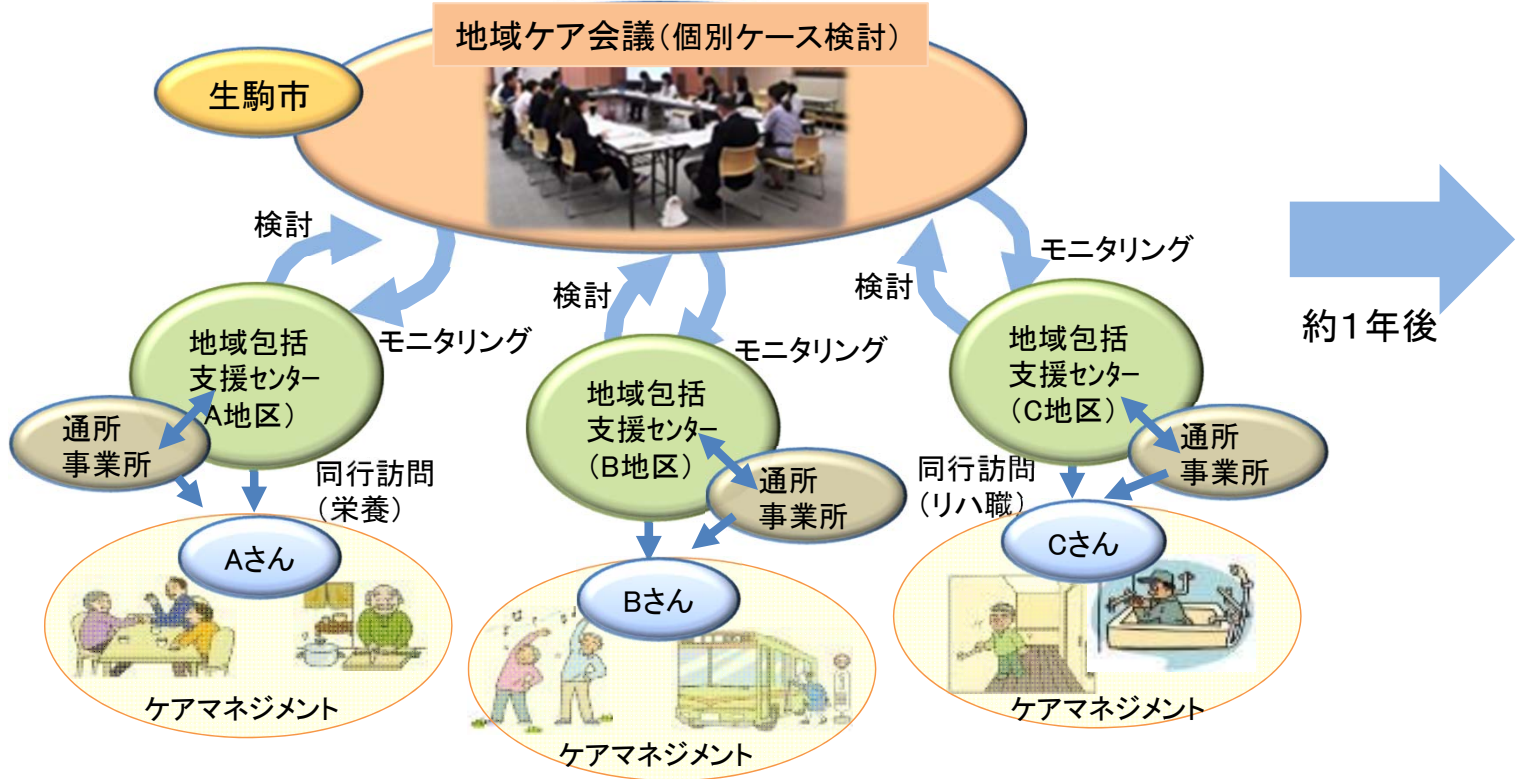 地域ケア会議（個別ケース検討）
生駒市
検討
モニタリング
検討
モニタリング
検討
モニタリング
約１年後
地域包括
支援センター
A地区）
通所
事業所
同行訪問
（栄養）
Aさん
ケアマネジメント
地域包括
支援センター
（B地区）
通所
事業所
Bさん
ケアマネジメント
地域包括
支援センター
（C地区）
通所
事業所
同行訪問
（リハ職）
Cさん
ケアマネジメント